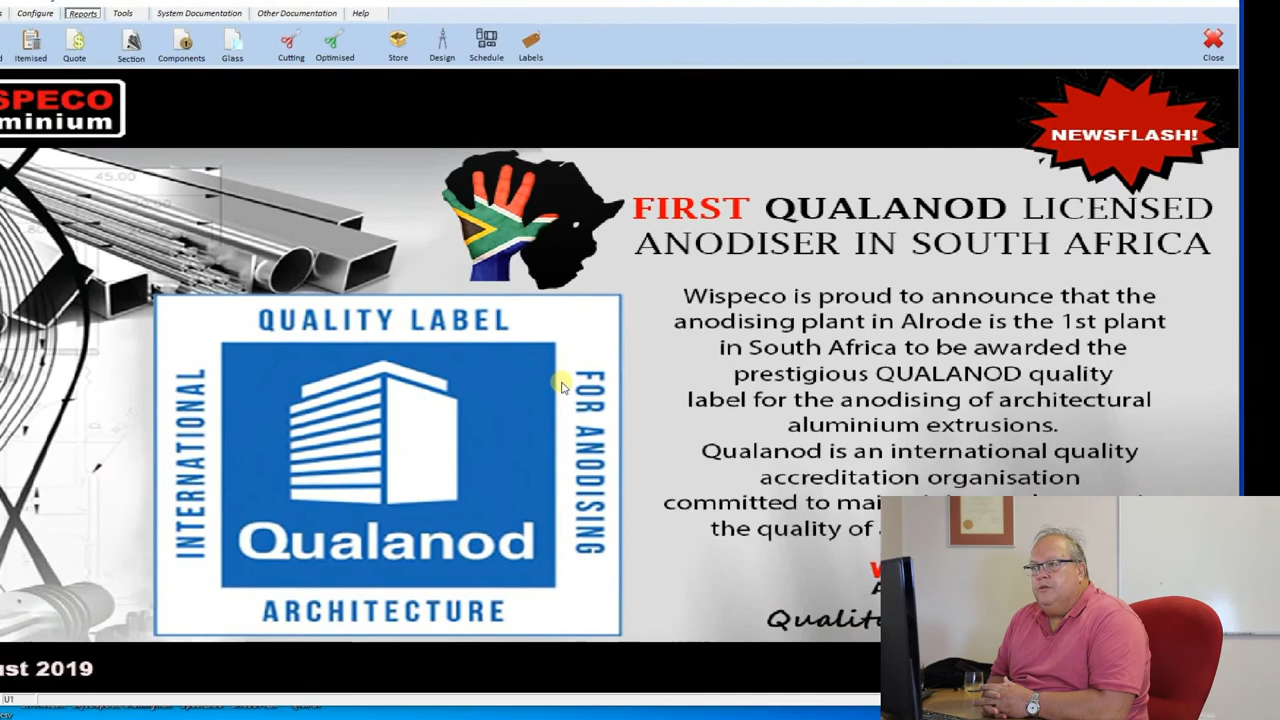 Configure Reports Tools System Documentation Other Documentation Help
Itemised Quote Section Components Glass Cutting Optimised Store Design Schedule Labels Close
SPECO
minium
NEWSFLASH!
45.00
FIRST QUALANOD LICENSED
ANODISER IN SOUTH AFRICA
Wispeco is proud to announce that the
anodising plant in Alrode is the 1st plant
in South Africa to be awarded the
prestigious QUALANOD quality
label for the anodising of architectural
aluminium extrusions.
Qualanod is an international quality
accreditation organisation
committed to mai
the quality of
QUALITY LABEL
INTERNATIONAL
FOR ANODISING
Qualanod
ARCHITECTURE
Qualit
ust 2019
U1